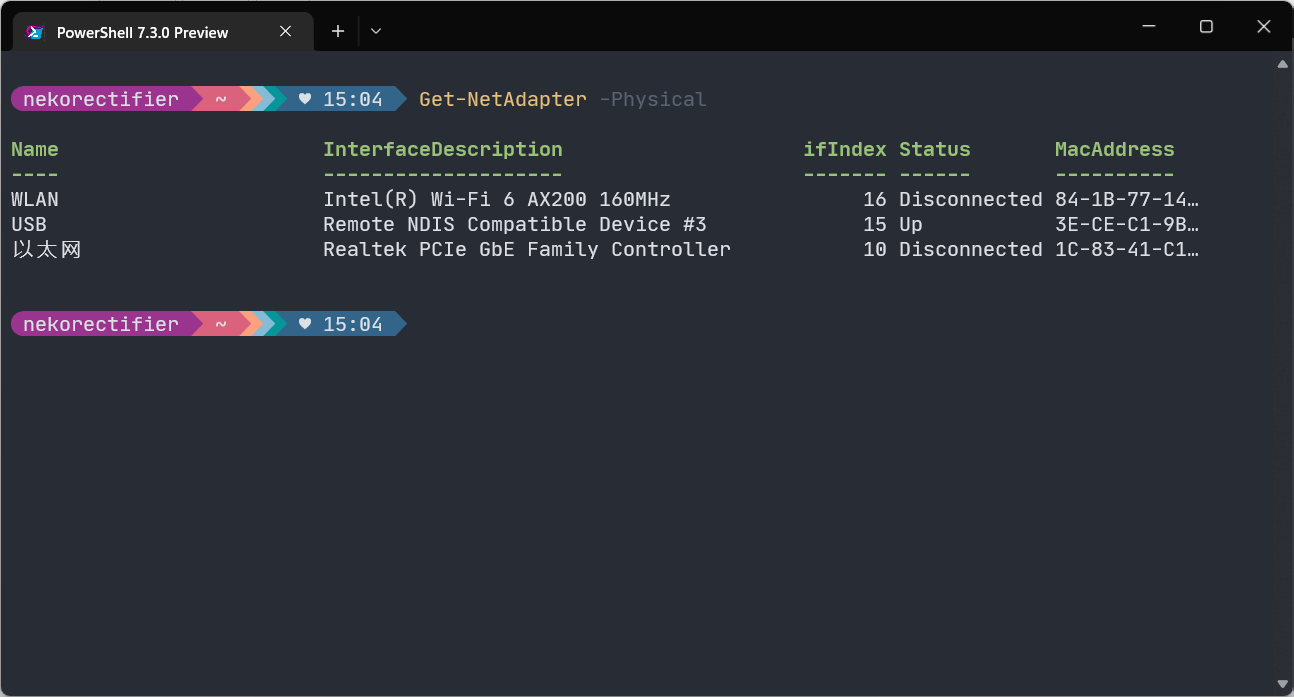 PowerShell 7.3.0 Preview
nekorectifier ~ ♥ 15:04 Get-NetAdapter -Physical
Name InterfaceDescription ifIndex Status MacAddress
---- -------------------- ------- ------ ----------
WLAN Intel(R) Wi-Fi 6 AX200 160MHz 16 Disconnected 84-1B-77-14…
USB Remote NDIS Compatible Device #3 15 Up 3E-CE-C1-9B…
以太网 Realtek PCIe GbE Family Controller 10 Disconnected 1C-83-41-C1…
nekorectifier ~ ♥ 15:04